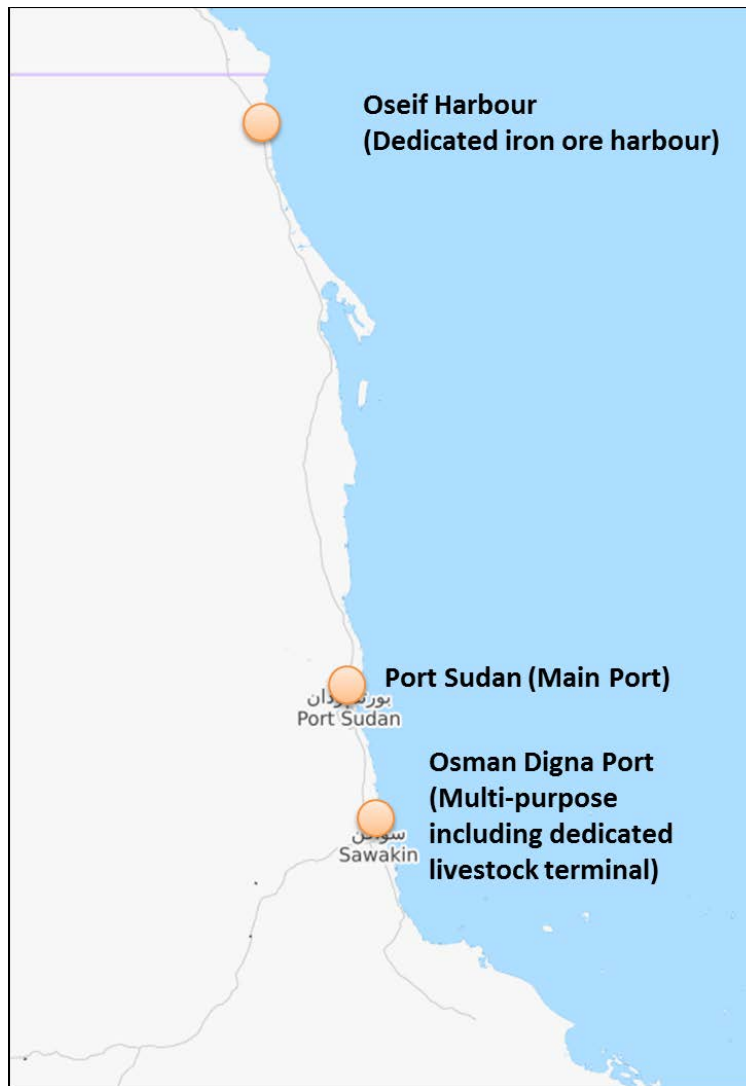 Oseif Harbour
(Dedicated iron ore harbour)
Port Sudan (Main Port)
Port Sudan
Osman Digna Port
(Multi-purpose
including dedicated
livestock terminal)
Sawakin